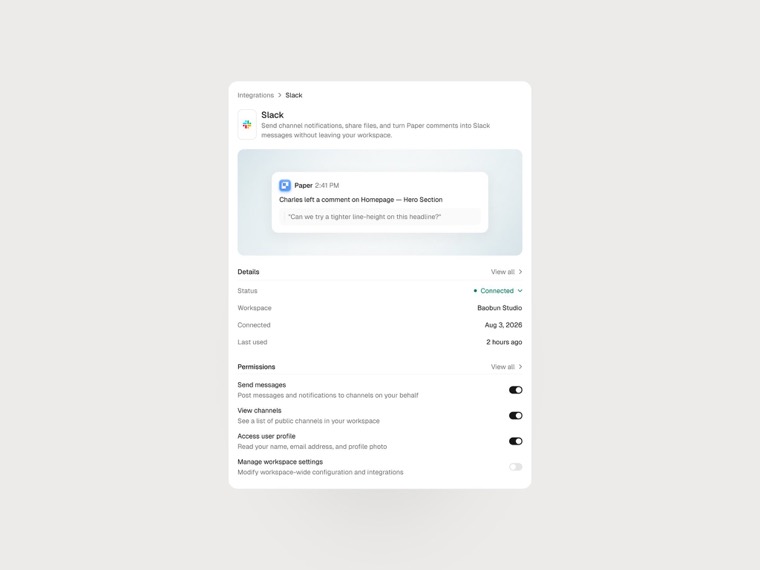 Integrations > Slack
Slack
Send channel notifications, share files, and turn Paper comments into Slack
messages without leaving your workspace.
Paper 2:41 PM
Charles left a comment on Homepage — Hero Section
"Can we try a tighter line-height on this headline?"
Details View all >
Status Connected
Workspace Baobun Studio
Connected Aug 3, 2026
Last used 2 hours ago
Permissions View all >
Send messages
Post messages and notifications to channels on your behalf
View channels
See a list of public channels in your workspace
Access user profile
Read your name, email address, and profile photo
Manage workspace settings
Modify workspace-wide configuration and integrations